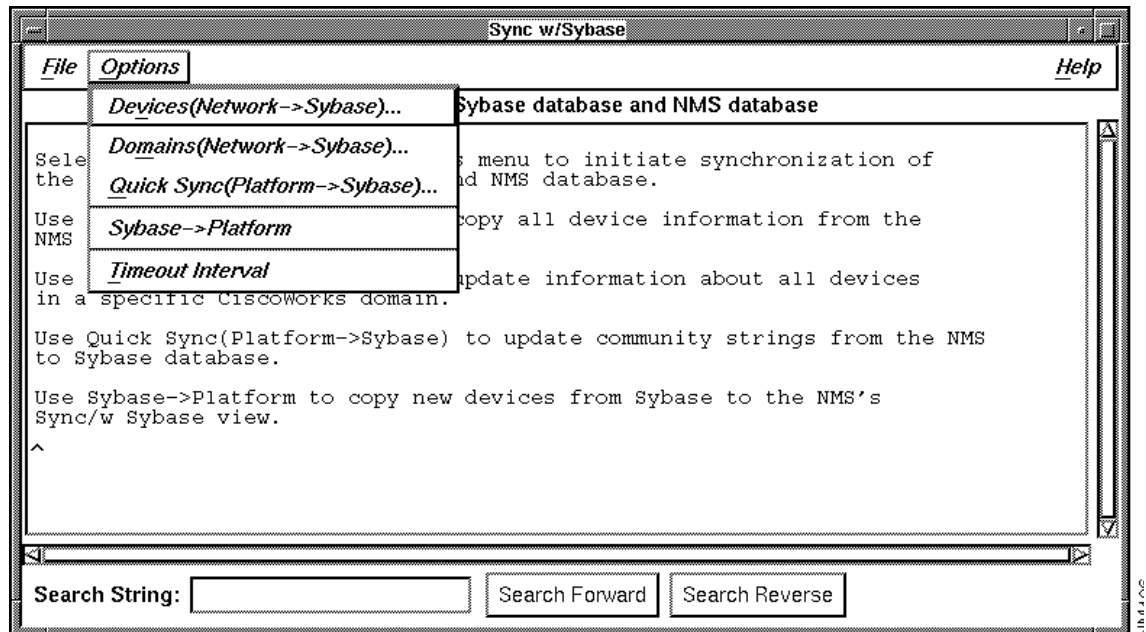 Sync w/Sybase
File Options Help
Devices(Network->Sybase)...
Domains(Network->Sybase)...
Quick Sync(Platform->Sybase)...
Sybase->Platform
Timeout Interval
Sybase database and NMS database
Sele s menu to initiate synchronization of
the nd NMS database.
Use copy all device information from the
NMS
Use update information about all devices
in a specific CiscoWorks domain.
Use Quick Sync(Platform->Sybase) to update community strings from the NMS
to Sybase database.
Use Sybase->Platform to copy new devices from Sybase to the NMS's
Sync/w Sybase view.
^
Search String: Search Forward Search Reverse